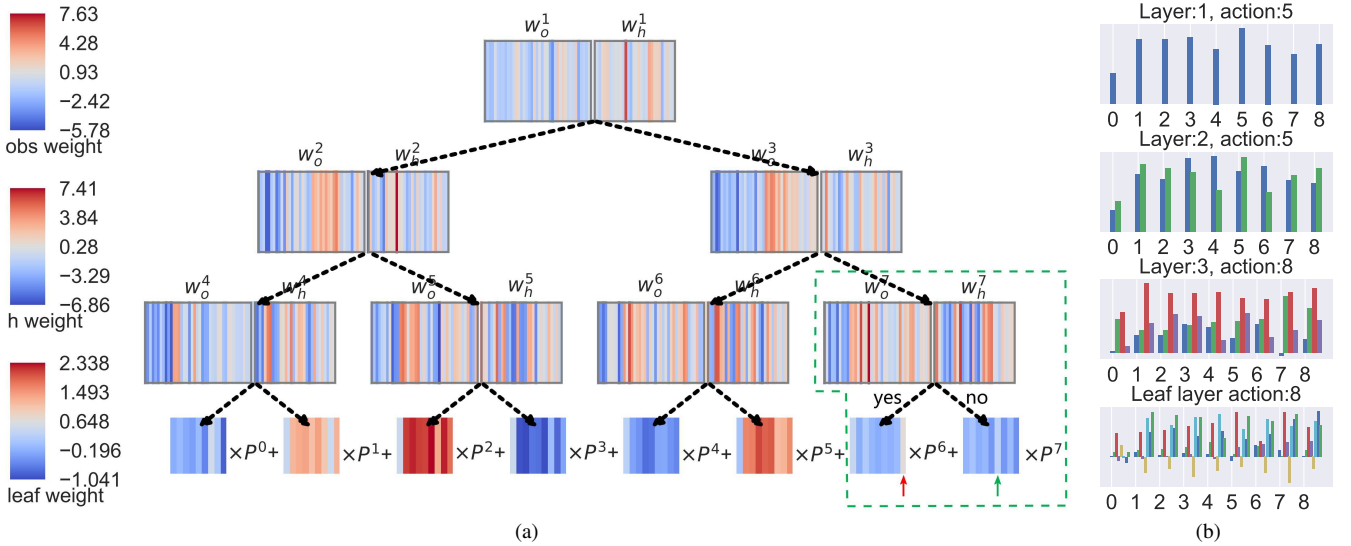 7.63
4.28
0.93
−2.42
−5.78
obs weight
7.41
3.84
0.28
−3.29
−6.86
h weight
2.338
1.493
0.648
−0.196
−1.041
leaf weight
w_o^1 w_h^1
w_o^2 w_h^2 w_o^3 w_h^3
w_o^4 w_h^4 w_o^5 w_h^5 w_o^6 w_h^6 w_o^7 w_h^7
yes no
×P^0+ ×P^1+ ×P^2+ ×P^3+ ×P^4+ ×P^5+ ×P^6+ ×P^7
(a)
Layer:1, action:5
0 1 2 3 4 5 6 7 8
Layer:2, action:5
0 1 2 3 4 5 6 7 8
Layer:3, action:8
0 1 2 3 4 5 6 7 8
Leaf layer action:8
0 1 2 3 4 5 6 7 8
(b)